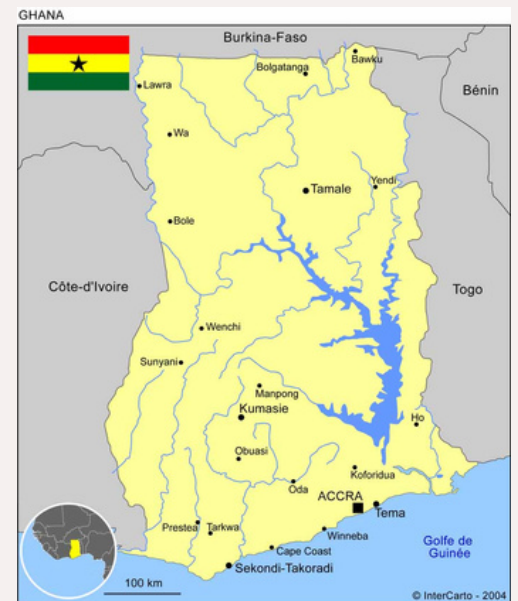 GHANA
Burkina-Faso
Bawku
Bolgatanga
Lawra
Bénin
Wa
Yendi
Tamale
Bole
Côte-d'Ivoire
Togo
Wenchi
Sunyani
Manpong
Kumasie
Ho
Obuasi
Koforidua
Oda
ACCRA
Tema
Prestea
Tarkwa
Winneba
Golfe de
Guinée
Cape Coast
Sekondi-Takoradi
100 km
© InterCarto - 2004